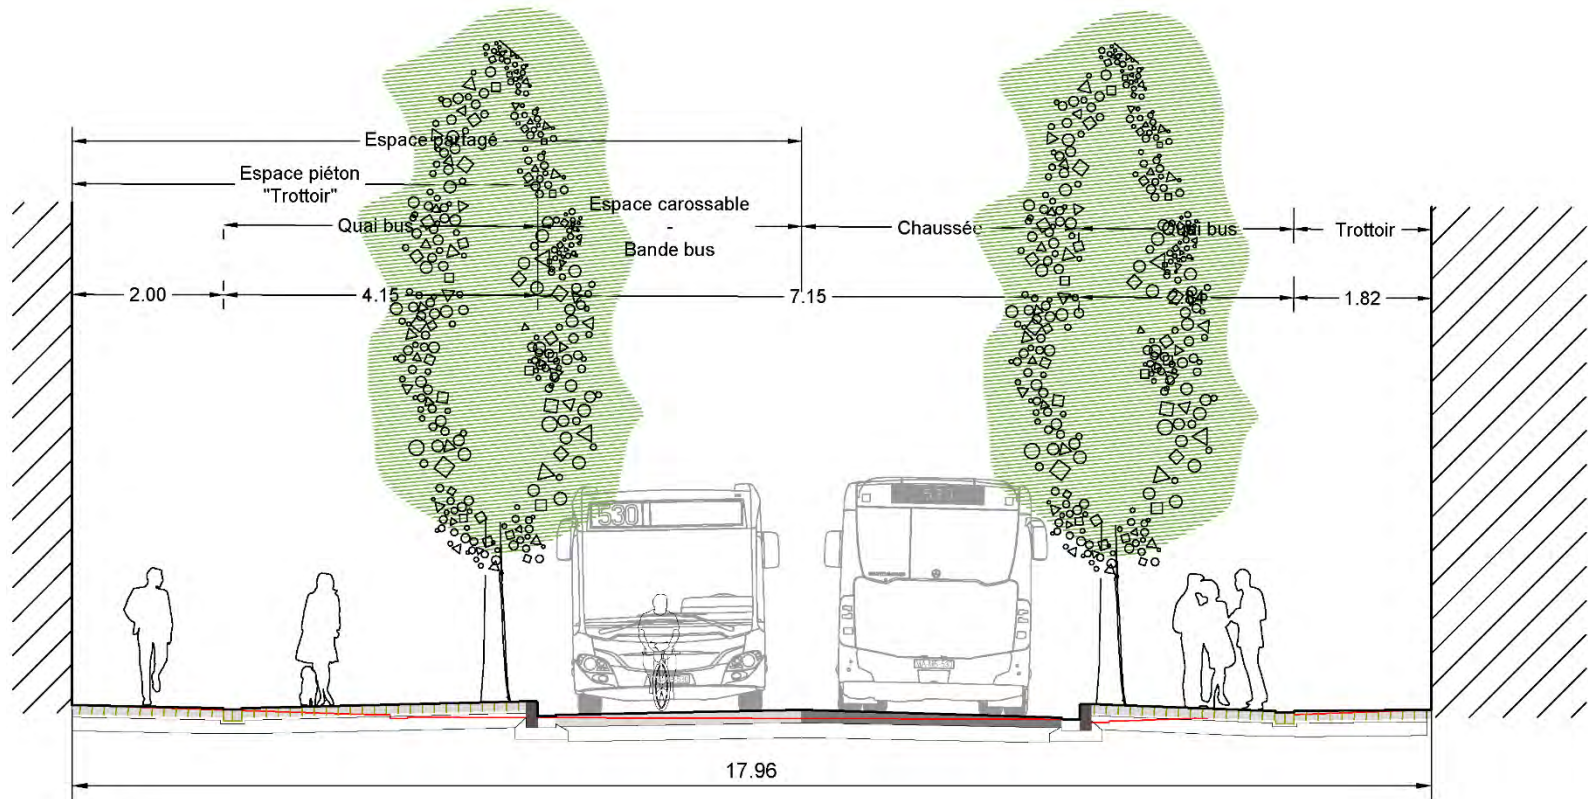 Espace partagé
Espace piéton
"Trottoir"
Quai bus
Espace carossable
-
Bande bus
Chaussée
Quai bus
Trottoir
2.00
4.15
7.15
2.84
1.82
530
17.96